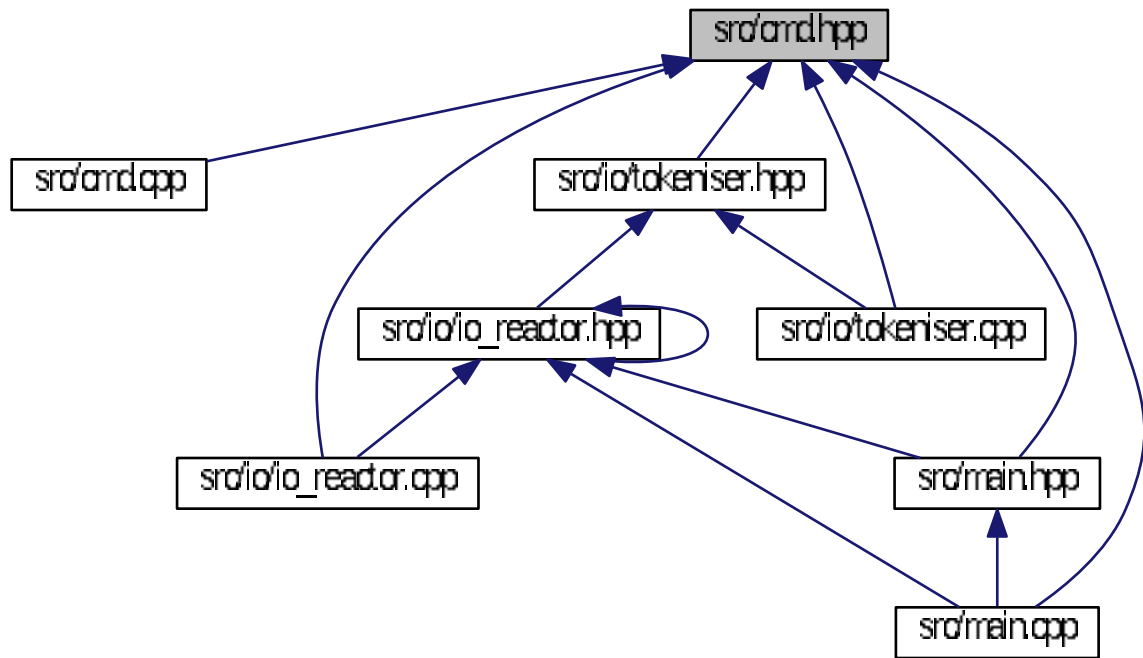 src/cmd.hpp
src/cmd.cpp
src/io/tokeniser.hpp
src/io/io_reactor.hpp
src/io/tokeniser.cpp
src/io/io_reactor.cpp
src/main.hpp
src/main.cpp